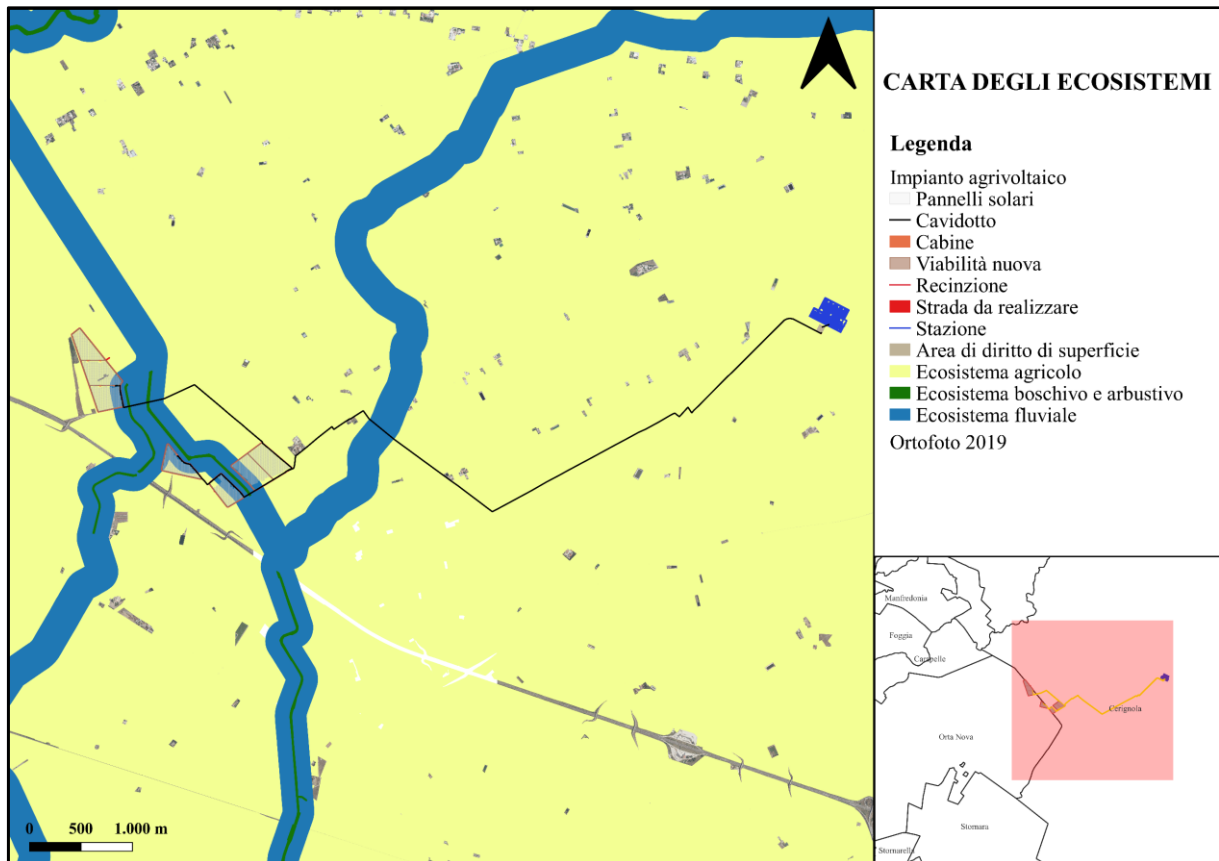 CARTA DEGLI ECOSISTEMI
Legenda
Impianto agrivoltaico
Pannelli solari
Cavidotto
Cabine
Viabilità nuova
Recinzione
Strada da realizzare
Stazione
Area di diritto di superficie
Ecosistema agricolo
Ecosistema boschivo e arbustivo
Ecosistema fluviale
Ortofoto 2019
0 500 1.000 m
Manfredonia
Foggia
Carapelle
Cerignola
Orta Nova
Stornara
Stornarella